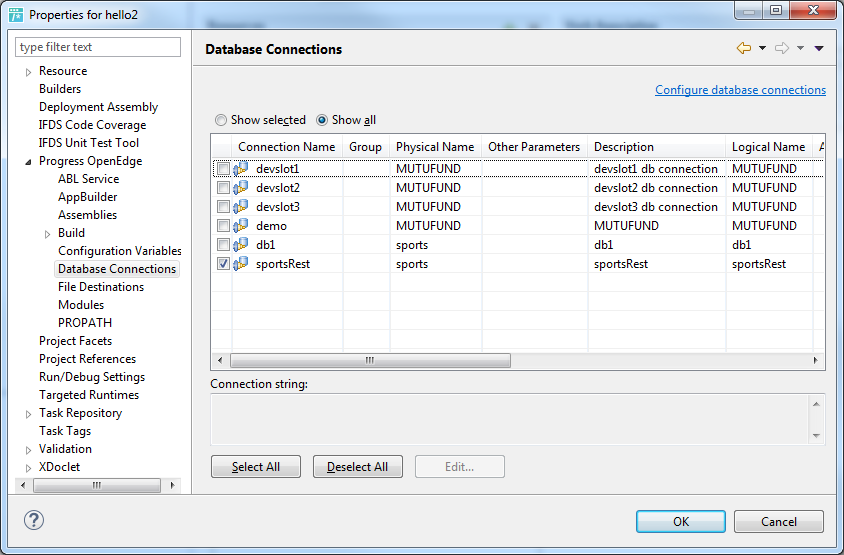 Properties for hello2
type filter text
Resource
Builders
Deployment Assembly
IFDS Code Coverage
IFDS Unit Test Tool
Progress OpenEdge
ABL Service
AppBuilder
Assemblies
Build
Configuration Variables
Database Connections
File Destinations
Modules
PROPATH
Project Facets
Project References
Run/Debug Settings
Targeted Runtimes
Task Repository
Task Tags
Validation
XDoclet
Database Connections
Configure database connections
Show selected Show all
Connection Name Group Physical Name Other Parameters Description Logical Name
devslot1 MUTUFUND devslot1 db connection MUTUFUND
devslot2 MUTUFUND devslot2 db connection MUTUFUND
devslot3 MUTUFUND devslot3 db connection MUTUFUND
demo MUTUFUND MUTUFUND MUTUFUND
db1 sports db1 db1
sportsRest sports sportsRest sportsRest
Connection string:
Select All Deselect All Edit...
? OK Cancel